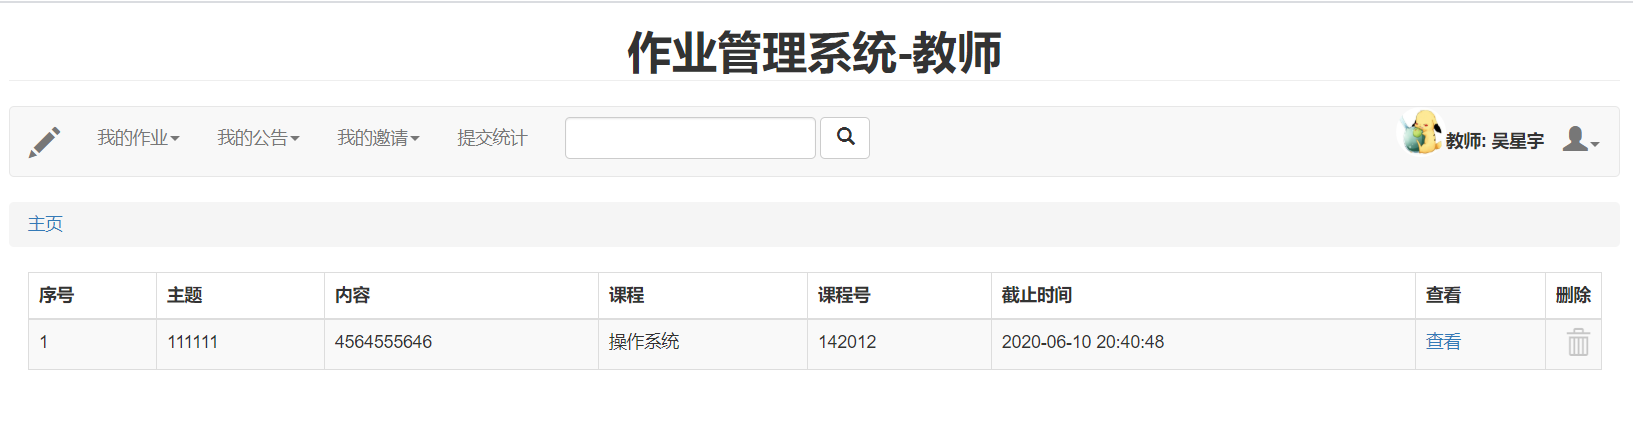 作业管理系统-教师
我的作业 我的公告 我的邀请 提交统计 教师: 吴星宇
主页
序号 主题 内容 课程 课程号 截止时间 查看 删除
1 111111 4564555646 操作系统 142012 2020-06-10 20:40:48 查看